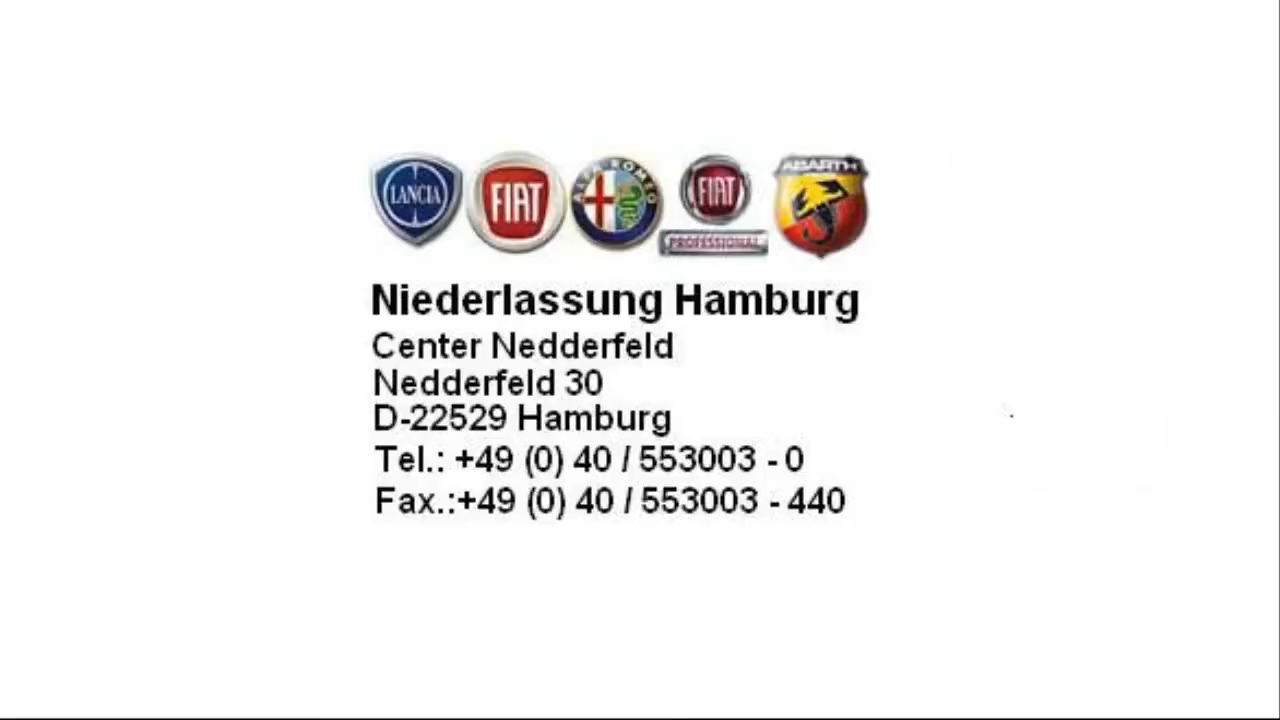 LANCIA FIAT ALFA ROMEO FIAT ABARTH
PROFESSIONAL
Niederlassung Hamburg
Center Nedderfeld
Nedderfeld 30
D-22529 Hamburg
Tel.: +49 (0) 40 / 553003 - 0
Fax.:+49 (0) 40 / 553003 - 440